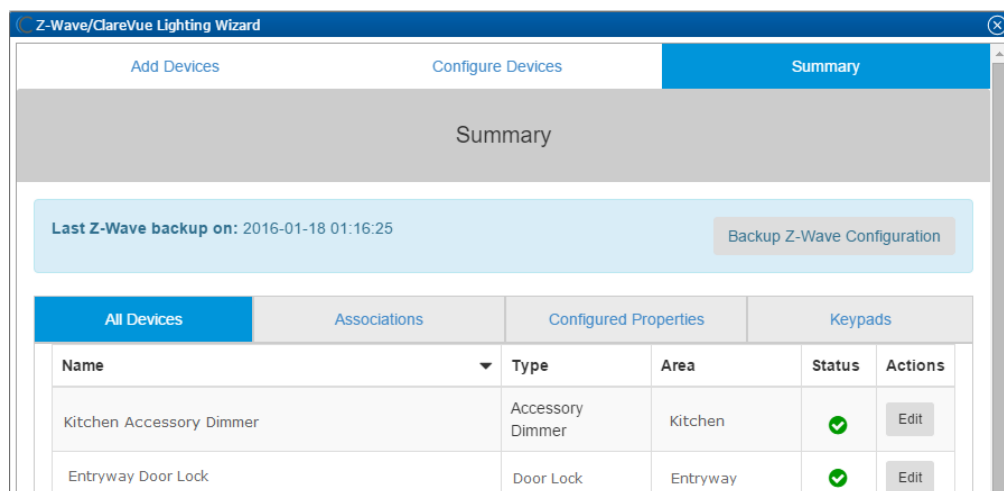 Z-Wave/ClareVue Lighting Wizard
Add Devices Configure Devices Summary
Summary
Last Z-Wave backup on: 2016-01-18 01:16:25 Backup Z-Wave Configuration
All Devices Associations Configured Properties Keypads
Name Type Area Status Actions
Kitchen Accessory Dimmer Accessory Dimmer Kitchen Edit
Entryway Door Lock Door Lock Entryway Edit